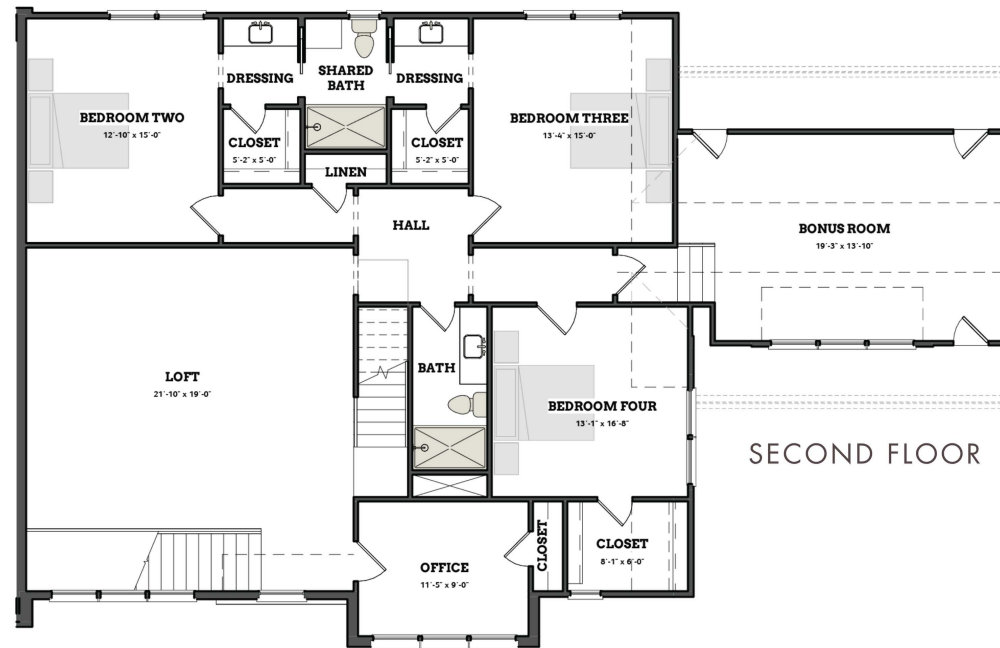 DRESSING
SHARED
BATH
DRESSING
BEDROOM TWO
12'-10" x 15'-0"
BEDROOM THREE
13'-4" x 15'-0"
CLOSET
5'-2" x 5'-0"
CLOSET
5'-2" x 5'-0"
LINEN
HALL
BONUS ROOM
19'-3" x 13'-10"
LOFT
21'-10" x 19'-0"
BATH
BEDROOM FOUR
13'-1" x 16'-8"
SECOND FLOOR
CLOSET
CLOSET
8'-1" x 6'-0"
OFFICE
11'-5" x 9'-0"